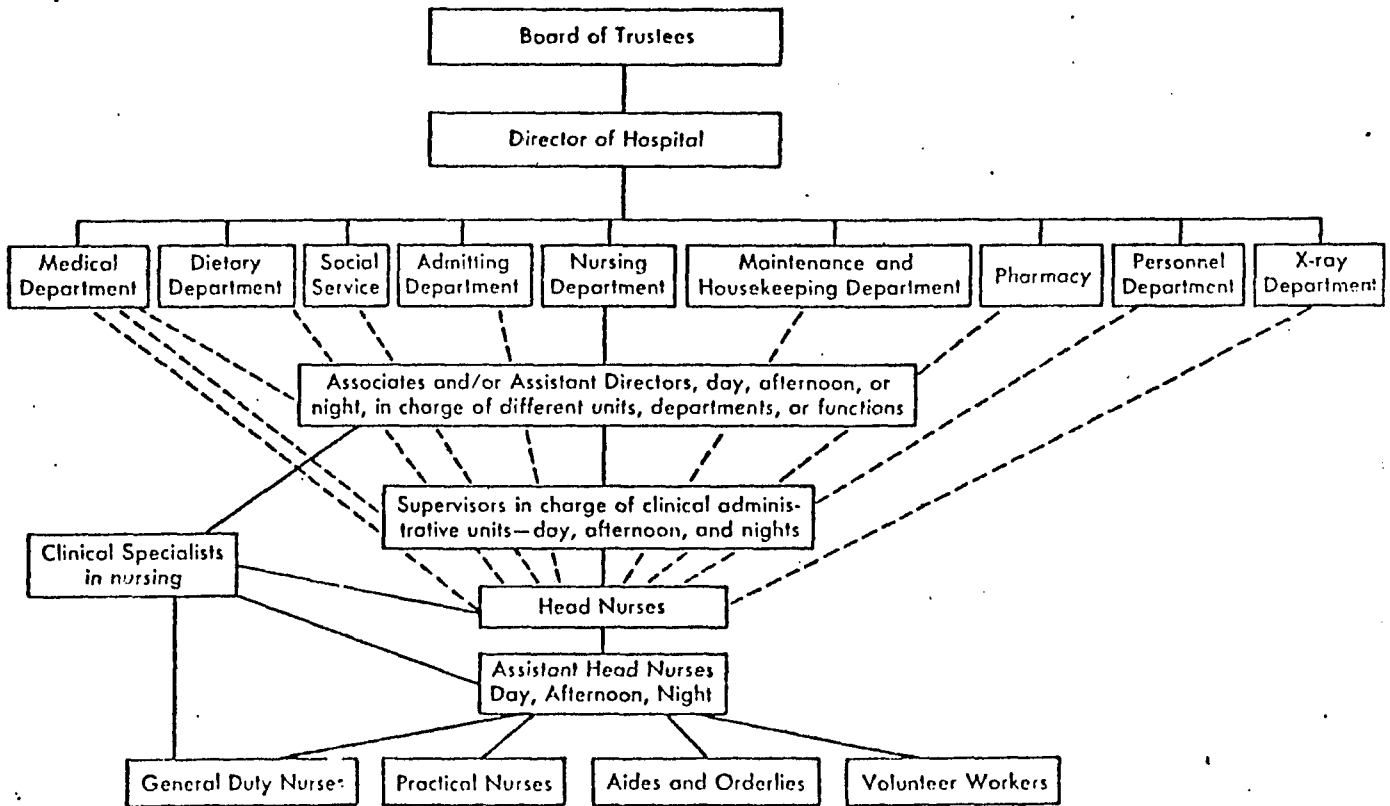 Board of Trustees
Director of Hospital
Medical
Department
Dietary
Department
Social
Service
Admitting
Department
Nursing
Department
Maintenance and
Housekeeping Department
Pharmacy
Personnel
Department
X-ray
Department
Associates and/or Assistant Directors, day, afternoon, or
night, in charge of different units, departments, or functions
Supervisors in charge of clinical adminis-
trative units—day, afternoon, and nights
Clinical Specialists
in nursing
Head Nurses
Assistant Head Nurses
Day, Afternoon, Night
General Duty Nurses
Practical Nurses
Aides and Orderlies
Volunteer Workers